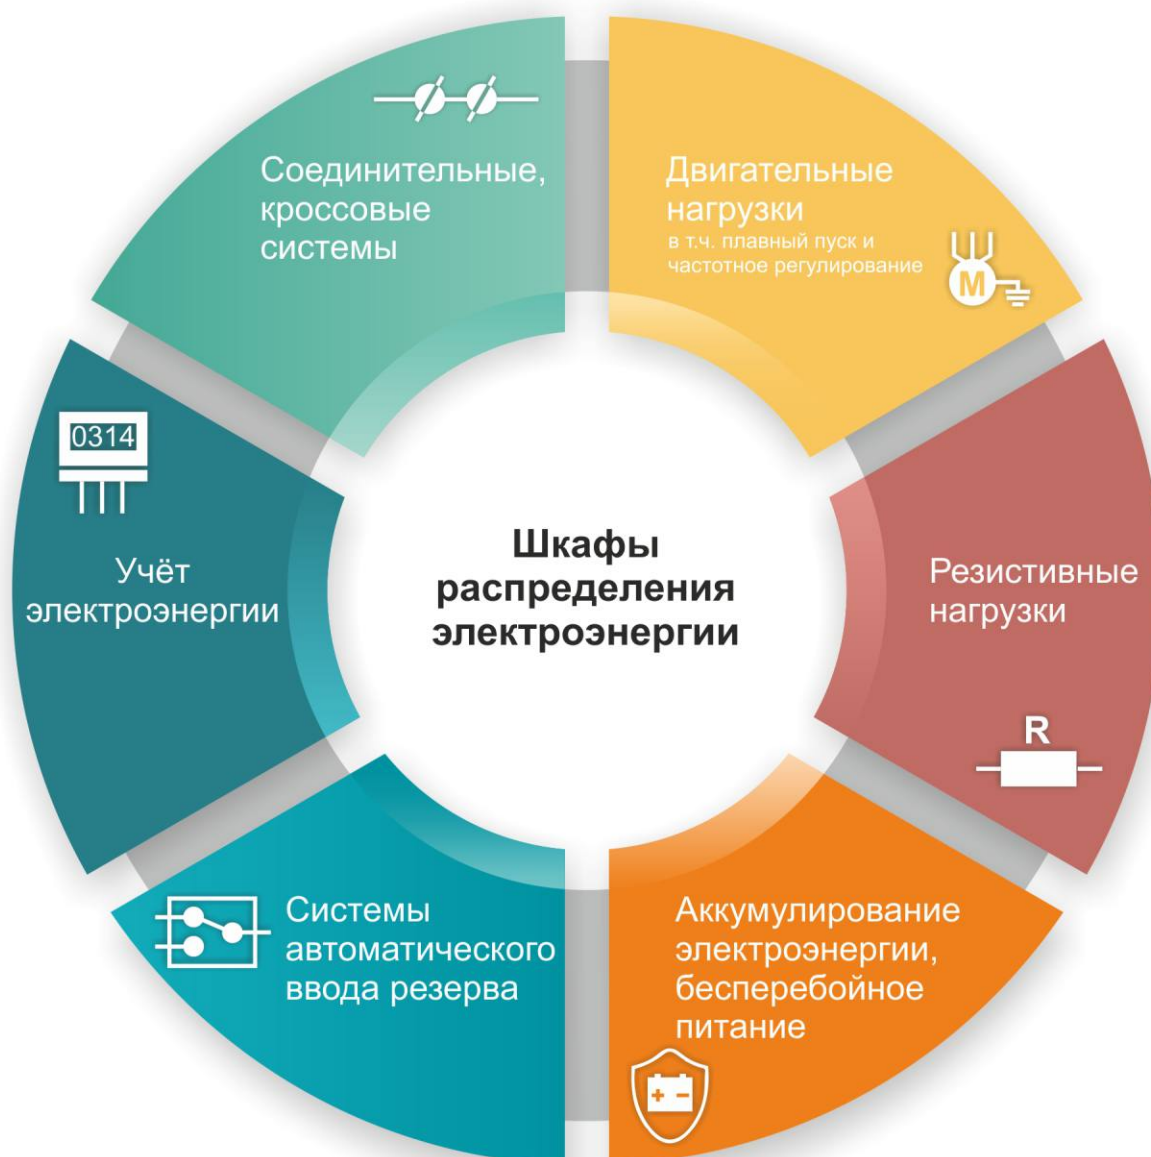 Соединительные,
кроссовые
системы
Двигательные
нагрузки
в т.ч. плавный пуск и
частотное регулирование
M
0314
Учёт
электроэнергии
Шкафы
распределения
электроэнергии
Резистивные
нагрузки
R
Системы
автоматического
ввода резерва
Аккумулирование
электроэнергии,
бесперебойное
питание
+ -